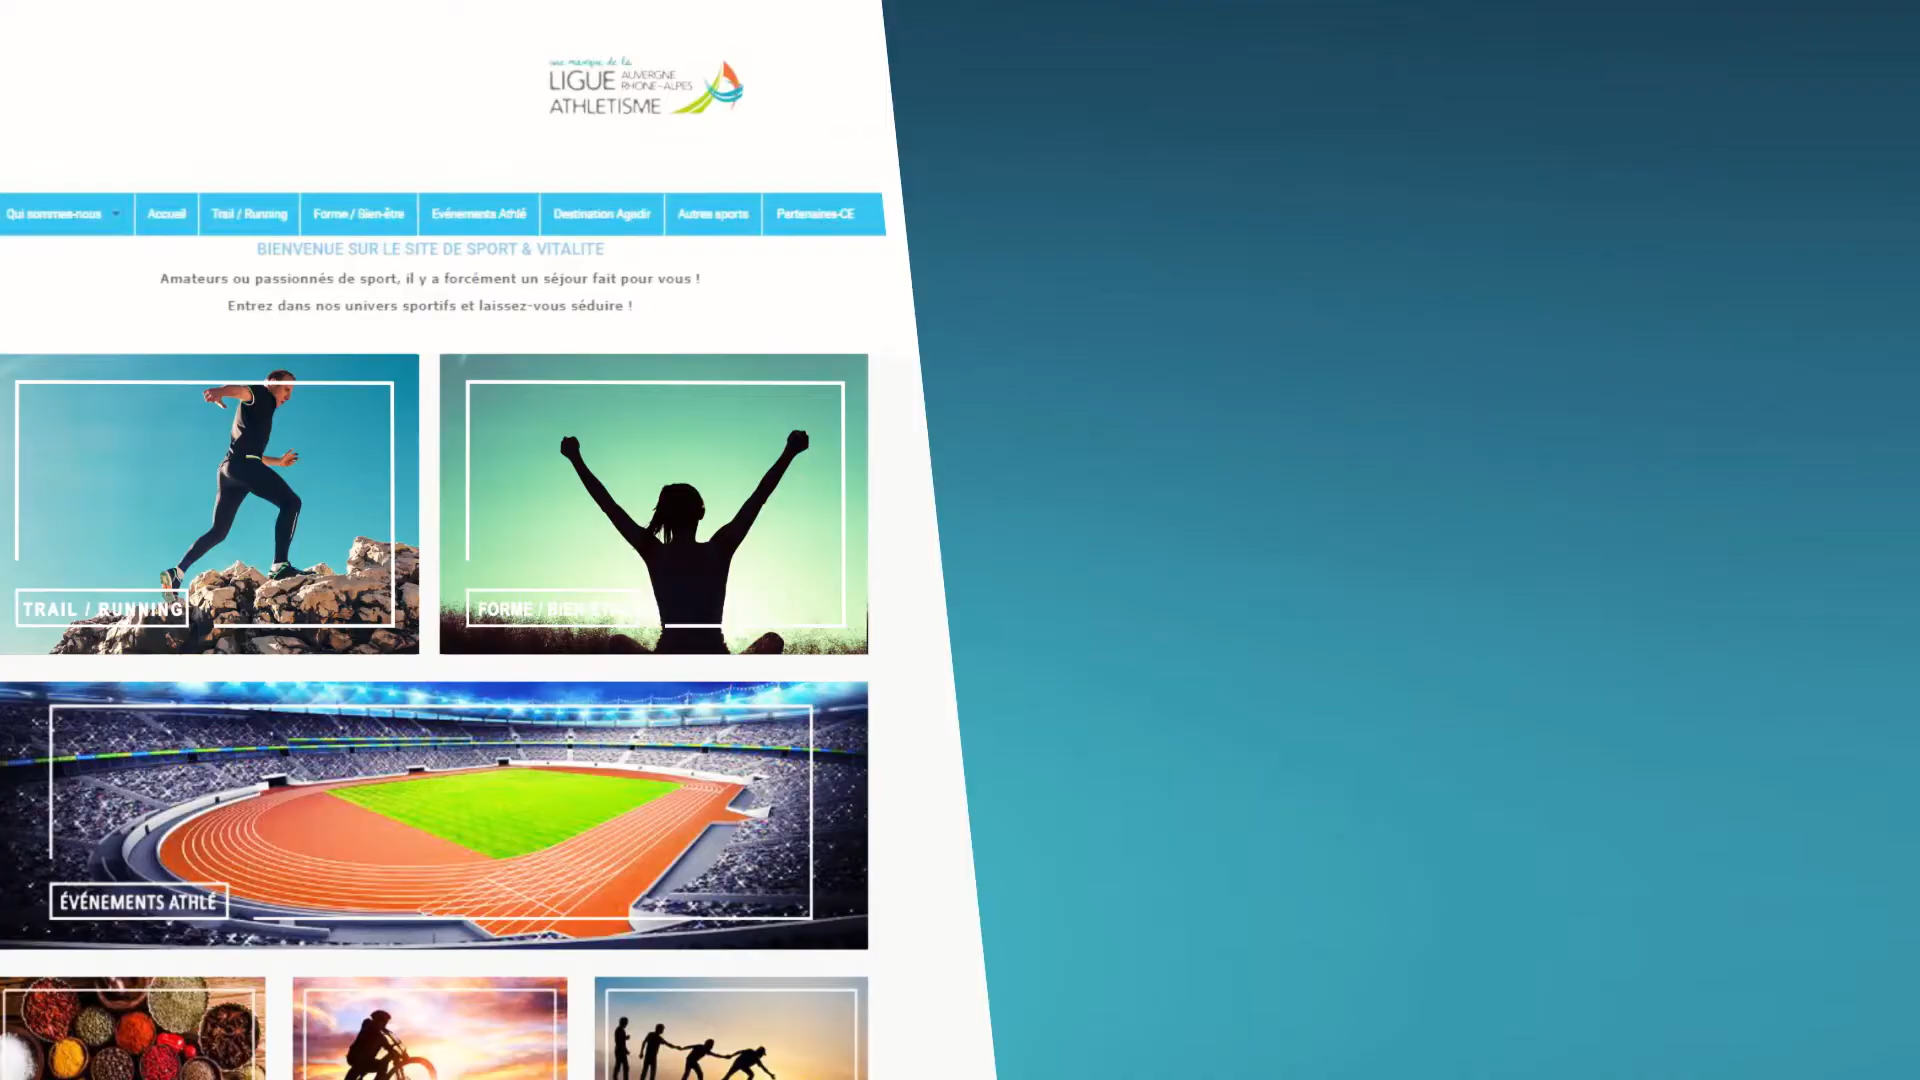 une marque de la
LIGUE AUVERGNE RHONE-ALPES
ATHLETISME
Qui sommes-nous Accueil Trail / Running Forme / Bien-être Evénements Athlé Destination Agadir Autres sports Partenaires-CE
BIENVENUE SUR LE SITE DE SPORT & VITALITE
Amateurs ou passionnés de sport, il y a forcément un séjour fait pour vous !
Entrez dans nos univers sportifs et laissez-vous séduire !
TRAIL / RUNNING
FORME / BIEN-ÊTRE
ÉVÉNEMENTS ATHLÉ